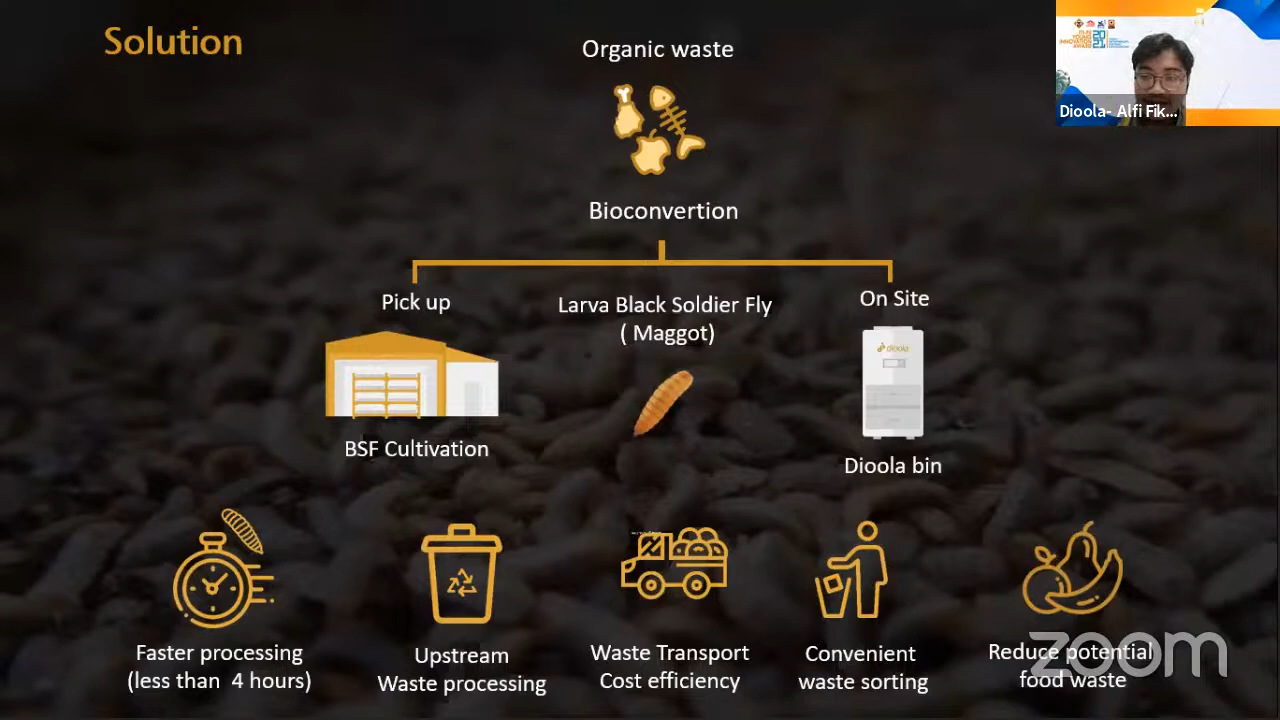 Solution
Organic waste
Dioola- Alfi Fik...
Bioconvertion
Pick up
Larva Black Soldier Fly
( Maggot)
On Site
dioola
BSF Cultivation
Dioola bin
Faster processing
(less than 4 hours)
Upstream
Waste processing
Waste Transport
Cost efficiency
Convenient
waste sorting
Reduce potential
food waste
zoom